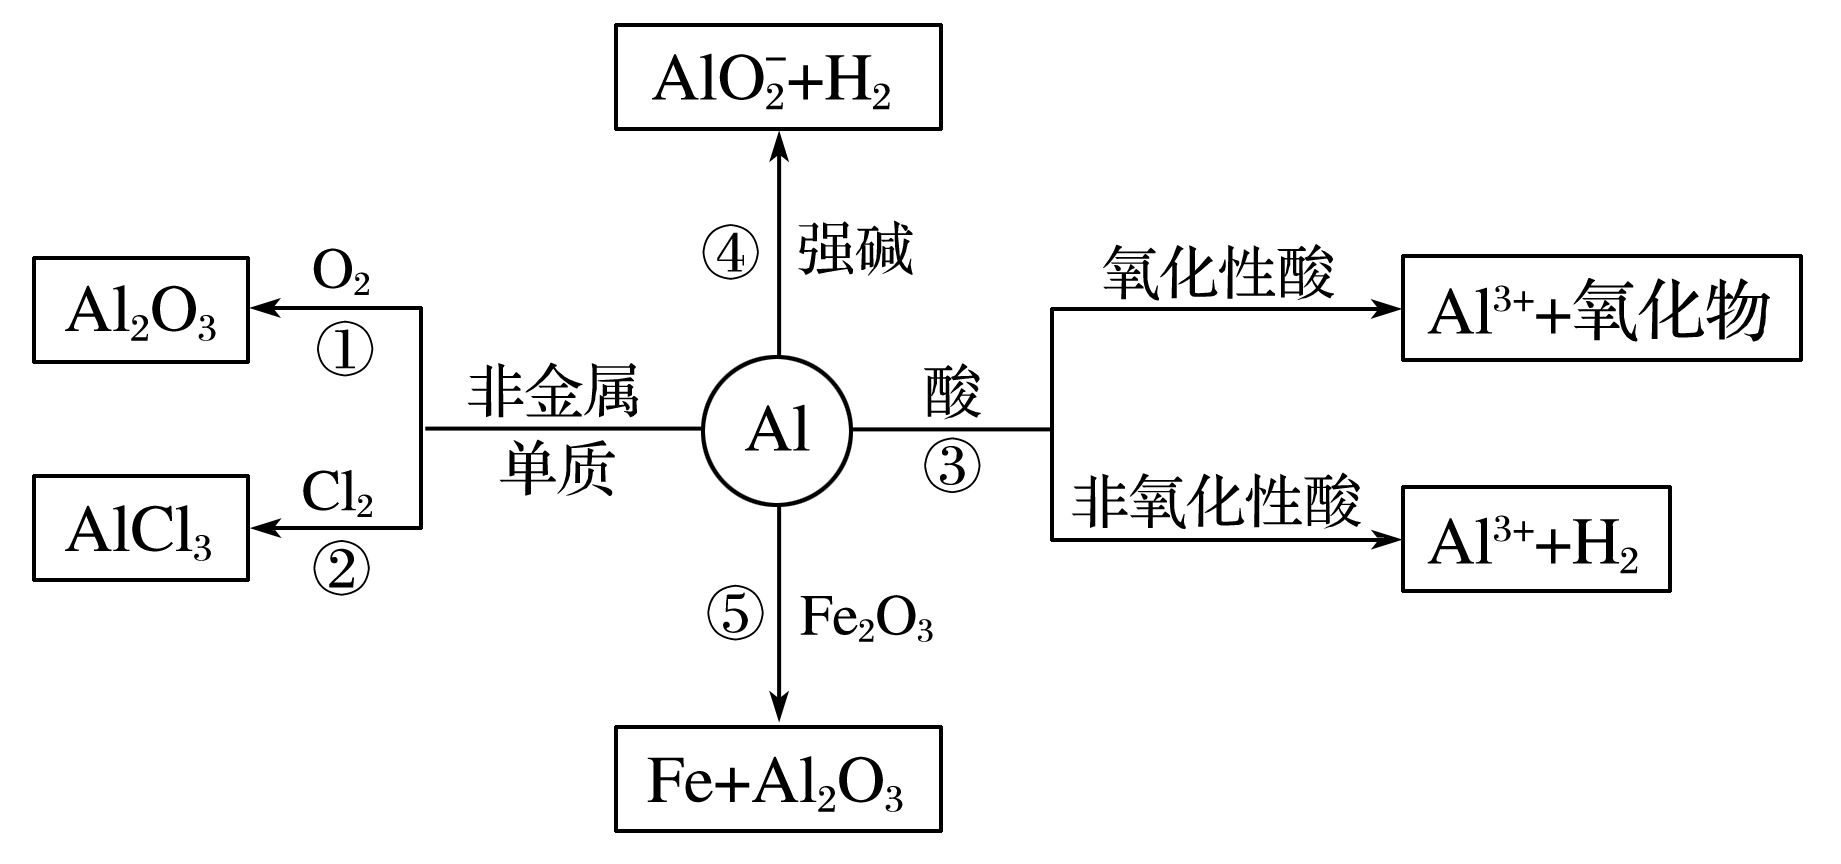 AlO₂⁻+H₂
④ 强碱
Al₂O₃
O₂
①
非金属
单质
Cl₂
②
AlCl₃
Al
酸
③
氧化性酸
Al³⁺+氧化物
非氧化性酸
Al³⁺+H₂
⑤ Fe₂O₃
Fe+Al₂O₃